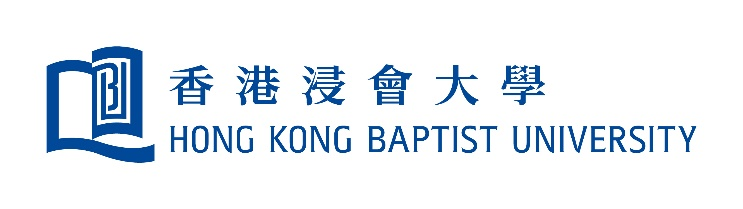 香港浸會大學
HONG KONG BAPTIST UNIVERSITY